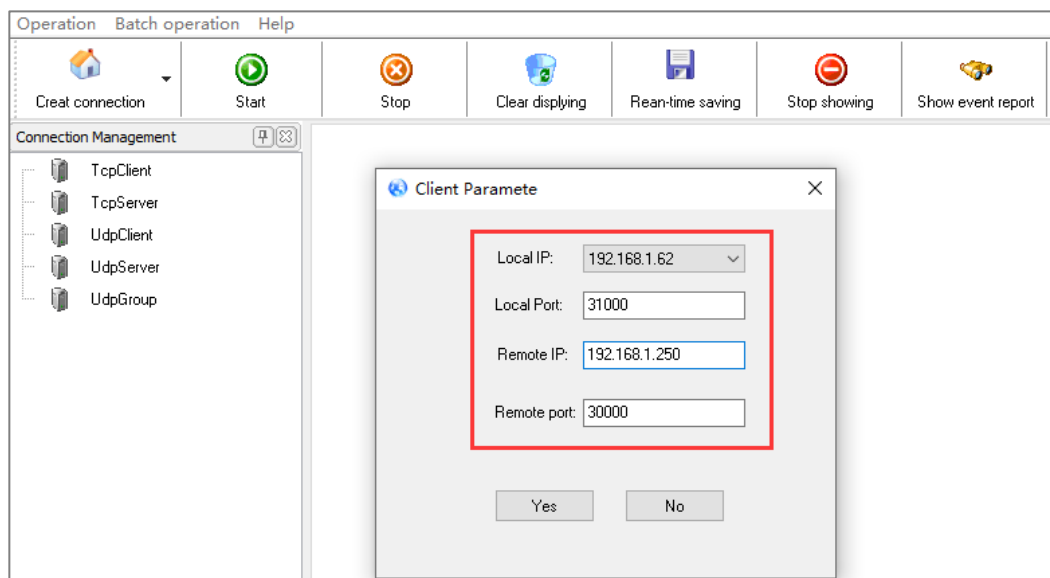 Operation Batch operation Help
Creat connection Start Stop Clear displying Rean-time saving Stop showing Show event report
Connection Management
TcpClient
TcpServer
UdpClient
UdpServer
UdpGroup
Client Paramete
Local IP: 192.168.1.62
Local Port: 31000
Remote IP: 192.168.1.250
Remote port: 30000
Yes No